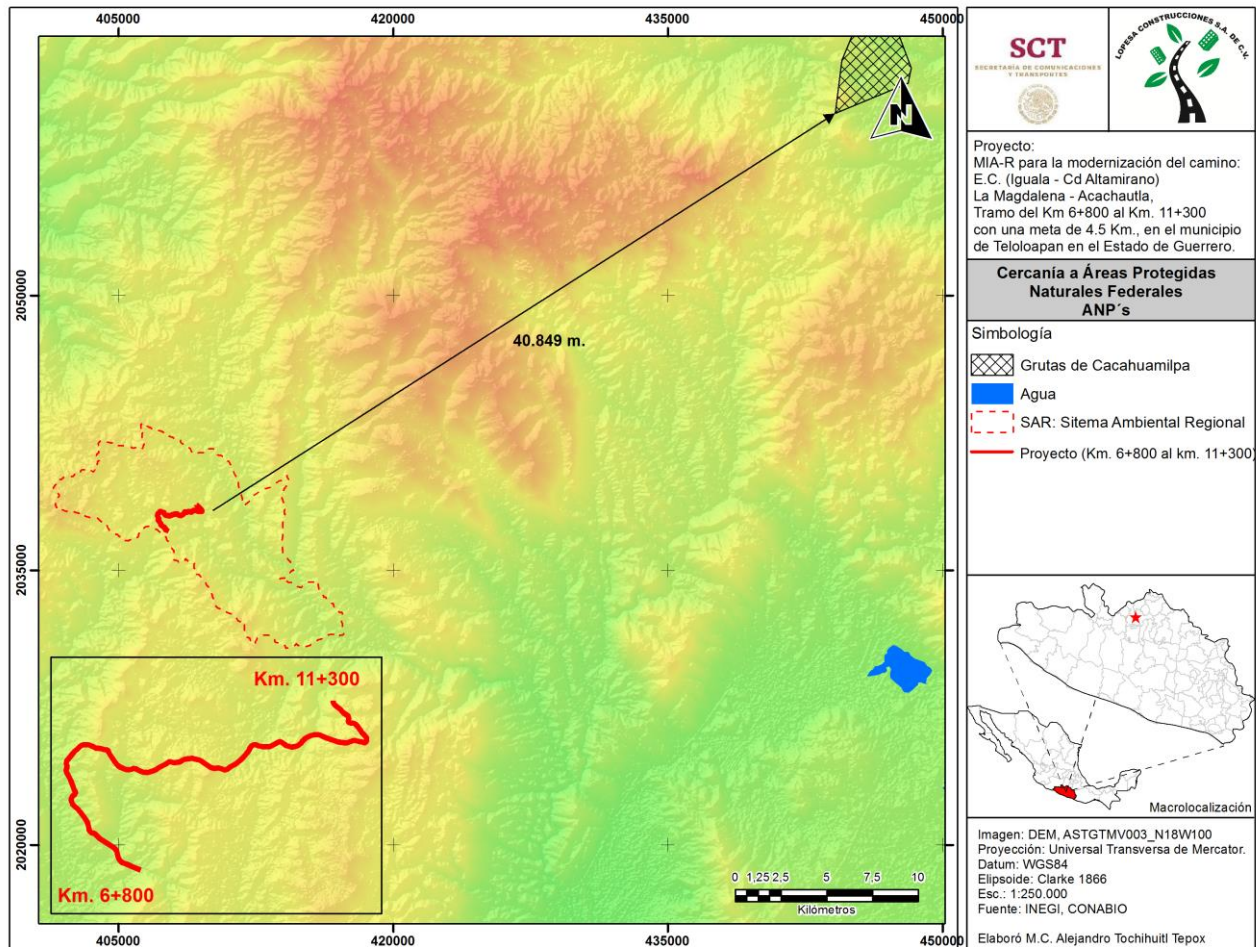 405000 420000 435000 450000
2050000
2035000
2020000
N
40.849 m.
Km. 11+300
Km. 6+800
0 1,25 2,5 5 7,5 10
Kilómetros
405000 420000 435000 450000
SCT
SECRETARÍA DE COMUNICACIONES
Y TRANSPORTES
LOPESA CONSTRUCCIONES S.A. DE C.V.
Proyecto:
MIA-R para la modernización del camino:
E.C. (Iguala - Cd Altamirano)
La Magdalena - Acachautla,
Tramo del Km 6+800 al Km. 11+300
con una meta de 4.5 Km., en el municipio
de Teloloapan en el Estado de Guerrero.
Cercanía a Áreas Protegidas
Naturales Federales
ANP´s
Simbología
Grutas de Cacahuamilpa
Agua
SAR: Sitema Ambiental Regional
Proyecto (Km. 6+800 al km. 11+300)
Macrolocalización
Imagen: DEM, ASTGTMV003_N18W100
Proyección: Universal Transversa de Mercator.
Datum: WGS84
Elipsoide: Clarke 1866
Esc.: 1:250.000
Fuente: INEGI, CONABIO
Elaboró M.C. Alejandro Tochihuitl Tepox